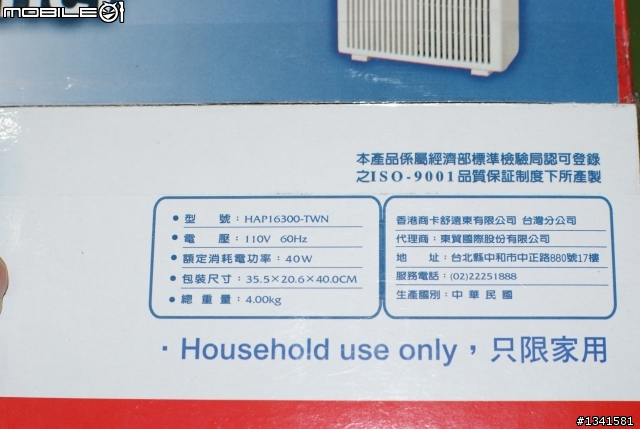 MOBILE01
本產品係屬經濟部標準檢驗局認可登錄
之ISO-9001品質保証制度下所產製
• 型　　號：HAP16300-TWN
• 電　　壓：110V 60Hz
• 額定消耗電功率：40W
• 包裝尺寸：35.5×20.6×40.0CM
• 總 重 量：4.00kg
香港商卡舒遠東有限公司 台灣分公司
代理商：東貿國際股份有限公司
地　　址：台北縣中和市中正路880號17樓
服務電話：(02)22251888
生產國別：中 華 民 國
· Household use only，只限家用
#1341581